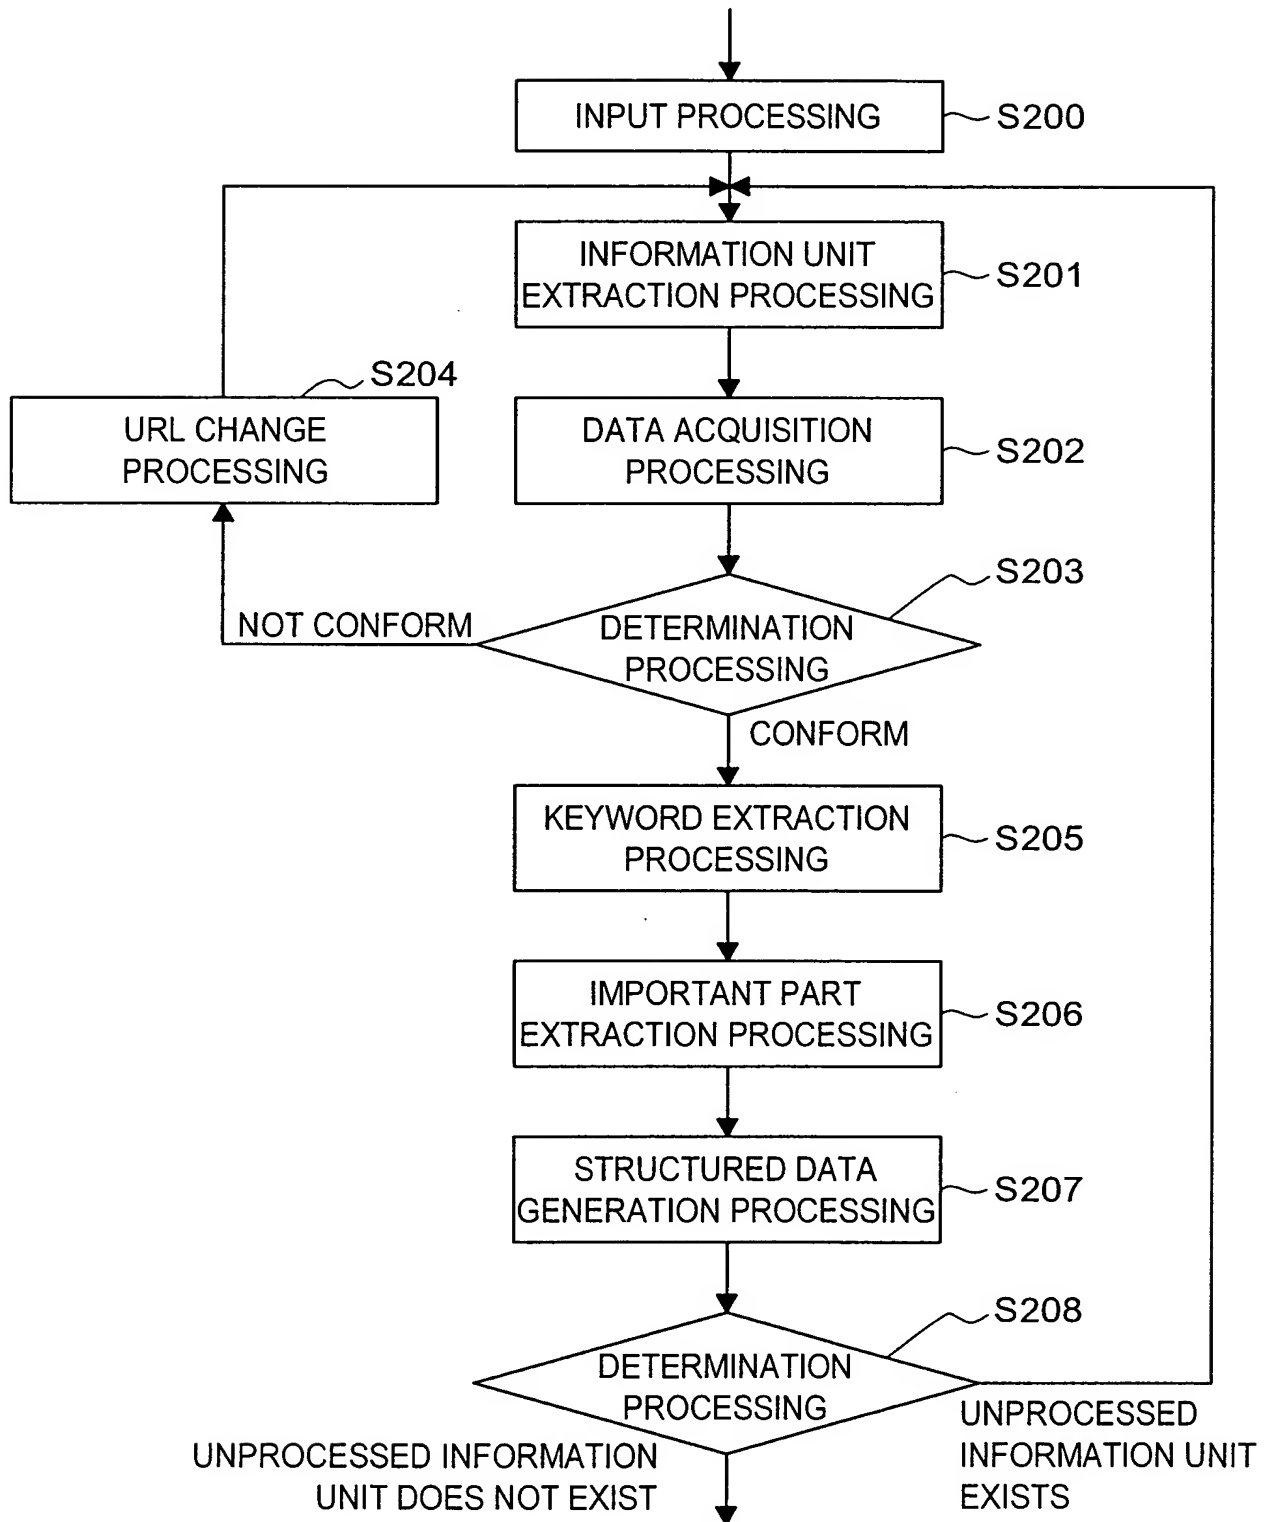 INPUT PROCESSING
S200
INFORMATION UNIT
EXTRACTION PROCESSING
S201
S204
URL CHANGE
PROCESSING
DATA ACQUISITION
PROCESSING
S202
S203
NOT CONFORM
DETERMINATION
PROCESSING
CONFORM
KEYWORD EXTRACTION
PROCESSING
S205
IMPORTANT PART
EXTRACTION PROCESSING
S206
STRUCTURED DATA
GENERATION PROCESSING
S207
S208
DETERMINATION
PROCESSING
UNPROCESSED INFORMATION
UNIT DOES NOT EXIST
UNPROCESSED
INFORMATION UNIT
EXISTS